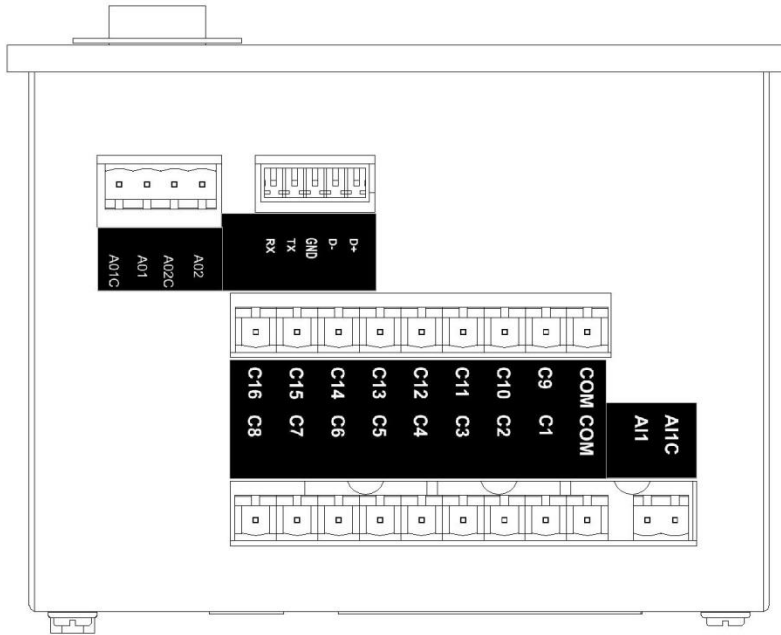 A01C A01 A02C A02
RX TX GND D- D+
C16 C15 C14 C13 C12 C11 C10 C9 COM
C8 C7 C6 C5 C4 C3 C2 C1 COM
AI1 AI1C